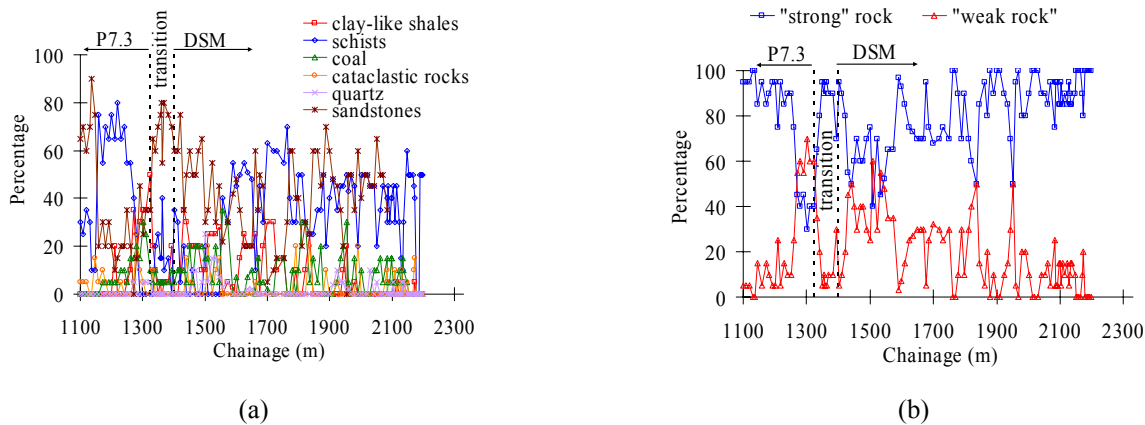 clay-like shales
schists
coal
cataclastic rocks
quartz
sandstones
P7.3
transition
DSM
100
80
60
40
20
0
Percentage
1100 1300 1500 1700 1900 2100 2300
Chainage (m)
(a)
"strong" rock
"weak rock"
P7.3
transition
DSM
100
80
60
40
20
0
Percentage
1100 1300 1500 1700 1900 2100 2300
Chainage (m)
(b)